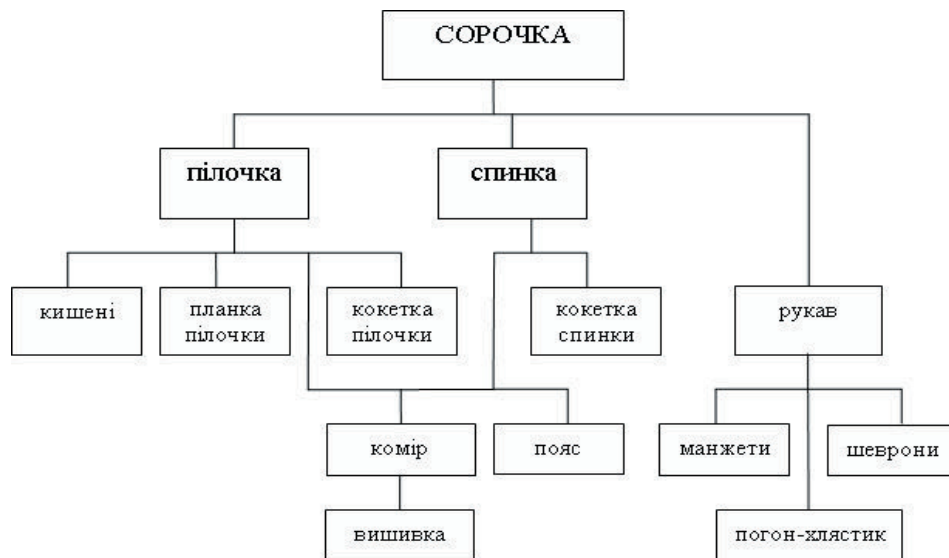 СОРОЧКА
пілочка
спинка
кишені
планка
пілочки
кокетка
пілочки
кокетка
спинки
рукав
комір
пояс
манжети
шеврони
вишивка
погон-хлястик